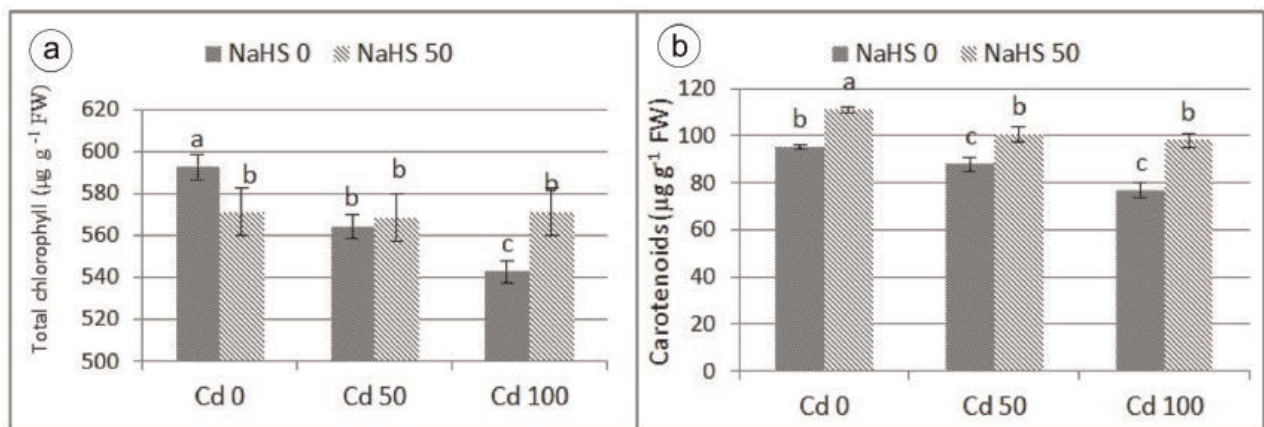 a
NaHS 0 NaHS 50
Total chlorophyll (µg g -1 FW)
620
600
580
560
540
520
500
a
b
b
b
c
b
Cd 0 Cd 50 Cd 100
b
NaHS 0 NaHS 50
Carotenoids (µg g-1 FW)
120
100
80
60
40
20
0
b
a
c
b
c
b
Cd 0 Cd 50 Cd 100